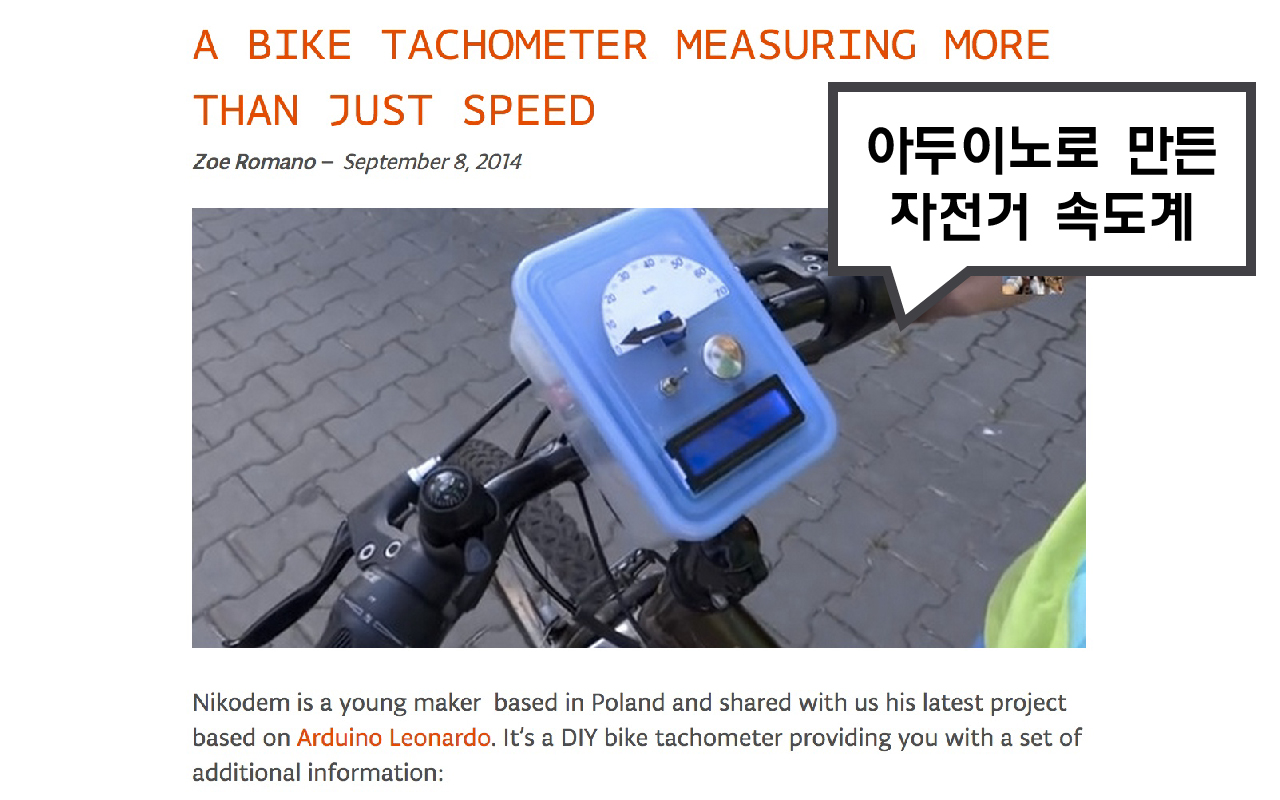 A BIKE TACHOMETER MEASURING MORE
THAN JUST SPEED
Zoe Romano – September 8, 2014
아두이노로 만든
자전거 속도계
10
20
30
40
50
60
70
km/h
Nikodem is a young maker based in Poland and shared with us his latest project
based on Arduino Leonardo. It's a DIY bike tachometer providing you with a set of
additional information: